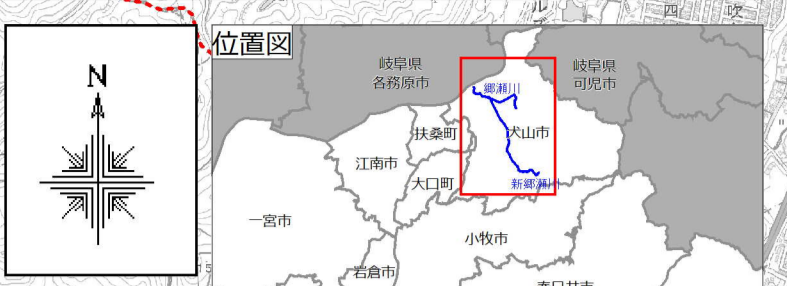 N
位置図
岐阜県
各務原市
岐阜県
可児市
郷瀬川
扶桑町
犬山市
江南市
大口町
新郷瀬川
一宮市
小牧市
岩倉市
四
吹